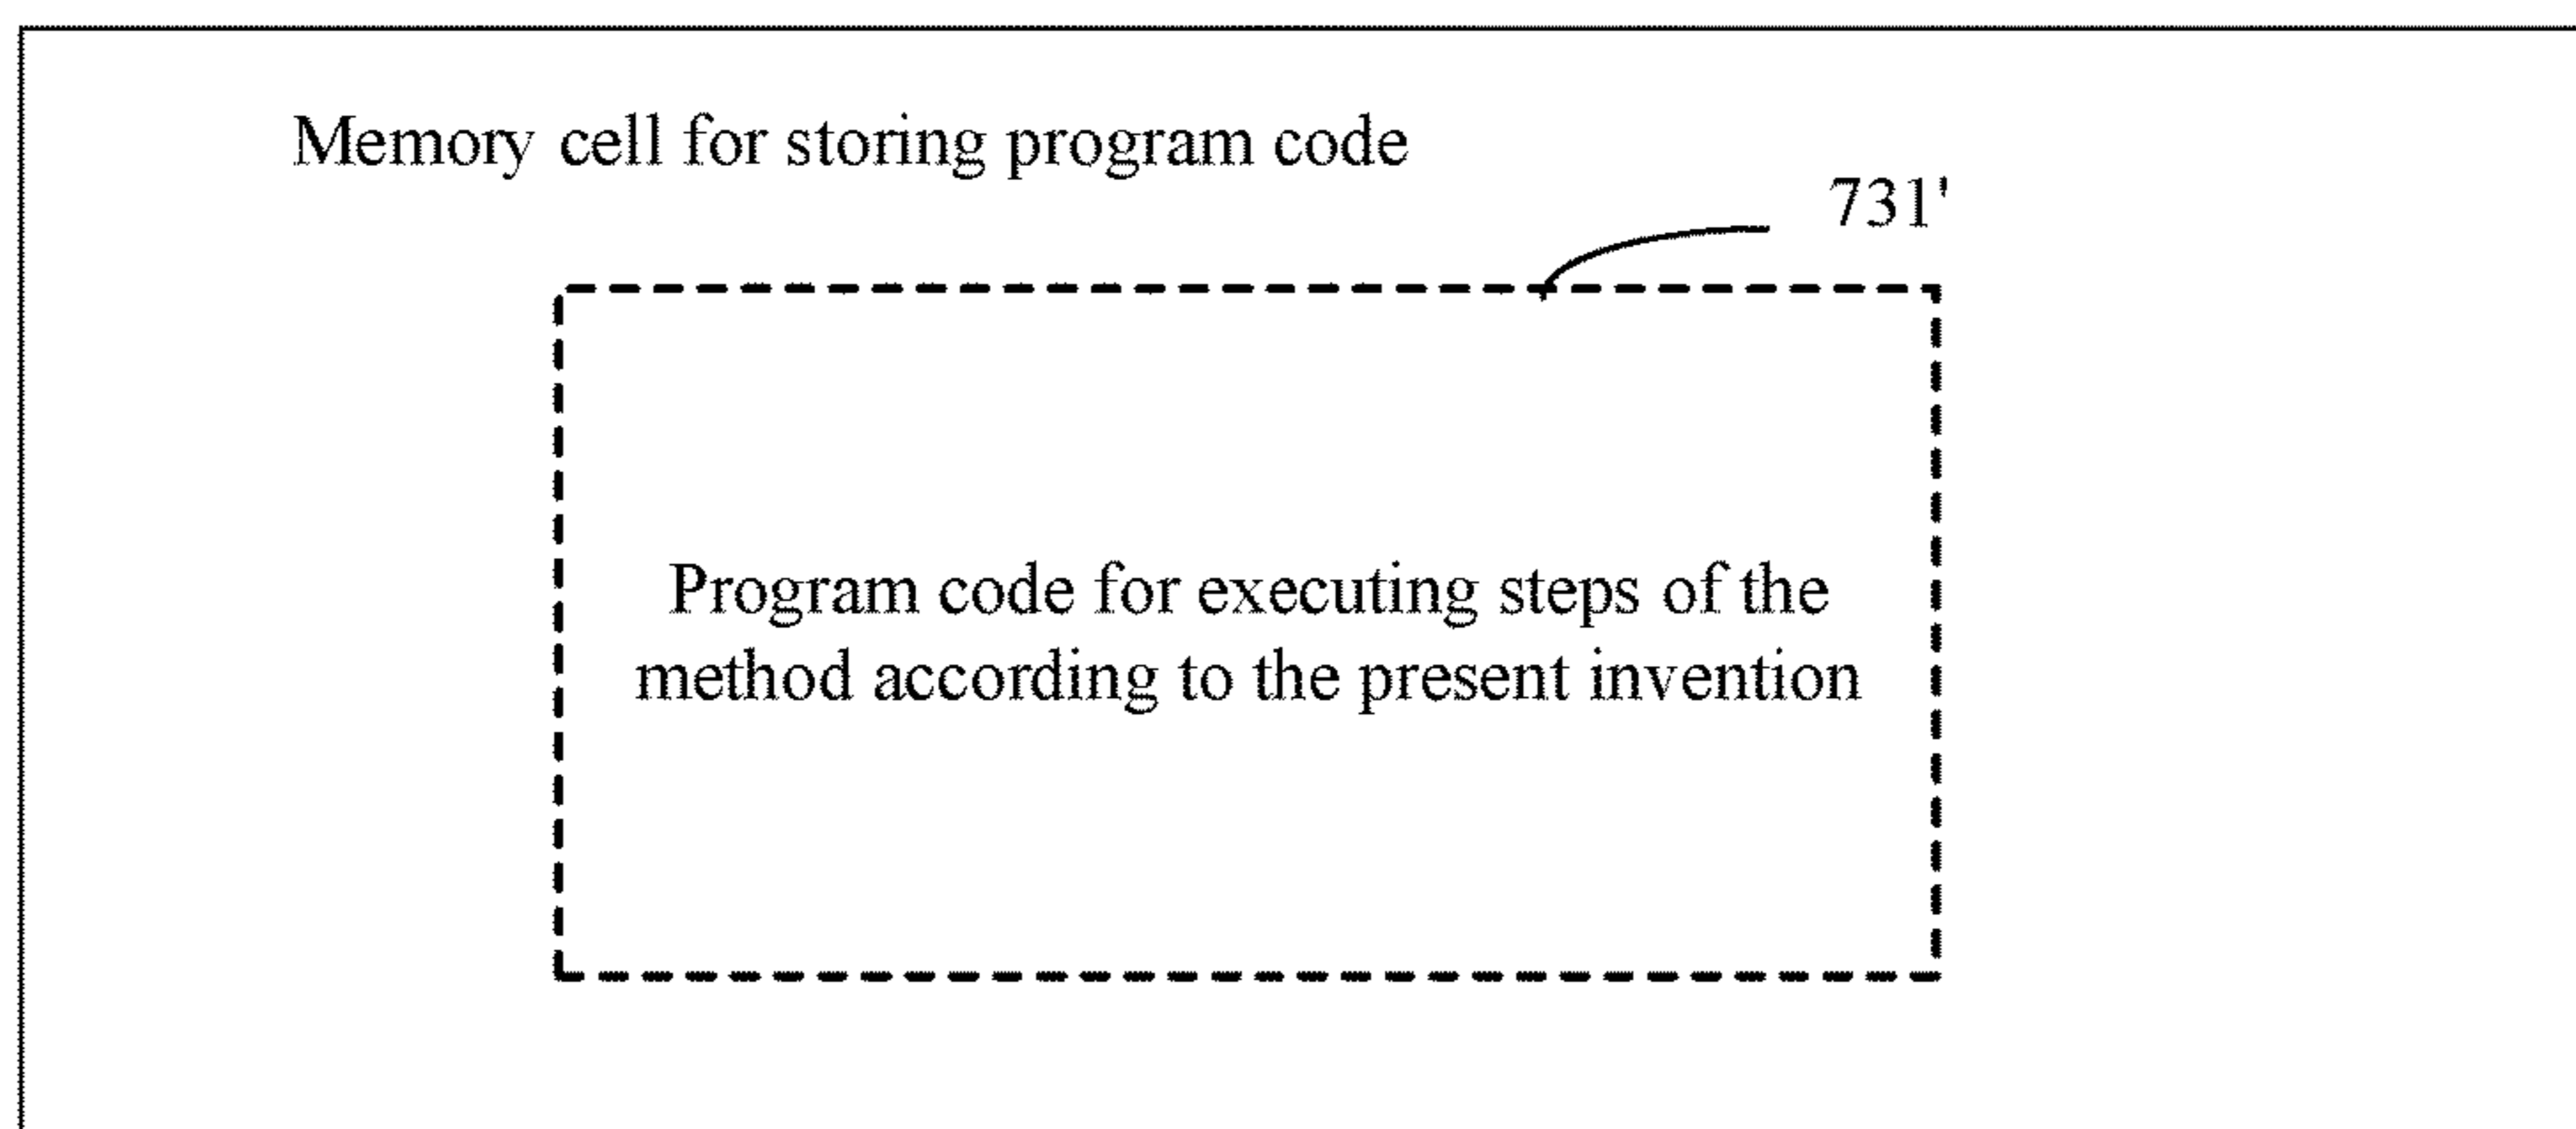 Memory cell for storing program code
731'
Program code for executing steps of the
method according to the present invention